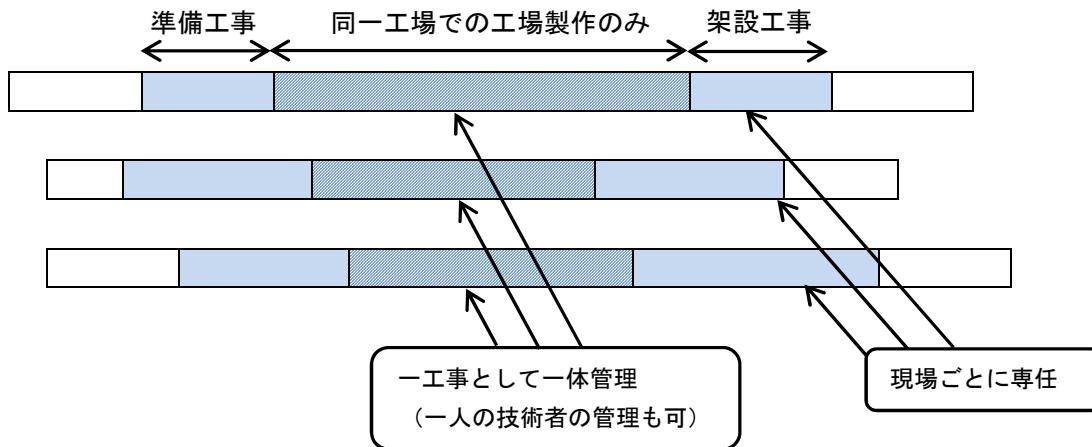 準備工事
同一工場での工場製作のみ
架設工事
一工事として一体管理
（一人の技術者の管理も可）
現場ごとに専任